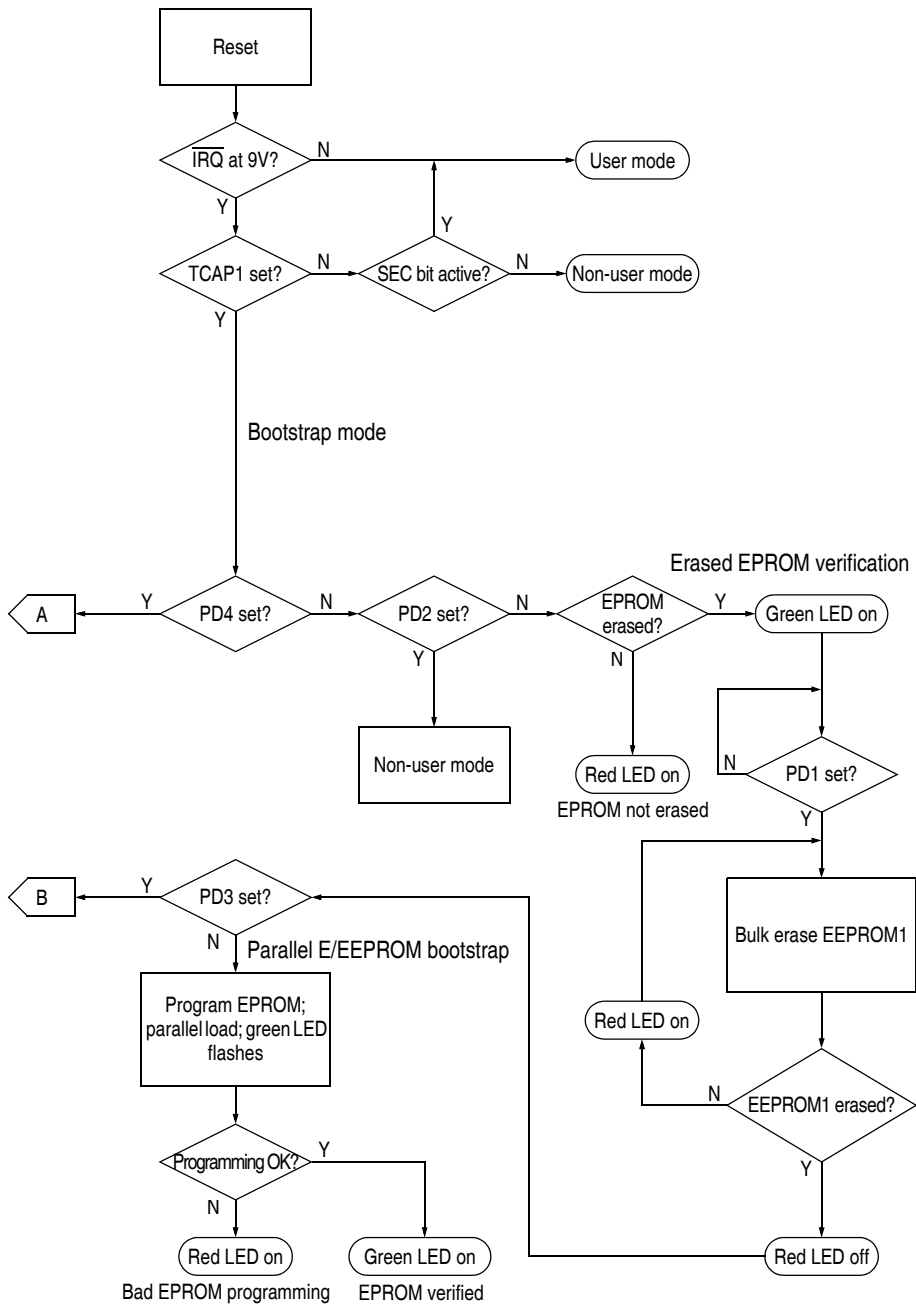 Reset
IRQ at 9V?
N
User mode
Y
Y
TCAP1 set?
N
SEC bit active?
N
Non-user mode
Y
Bootstrap mode
Erased EPROM verification
A
Y
PD4 set?
N
PD2 set?
N
EPROM
erased?
Y
Green LED on
Y
N
Non-user mode
Red LED on
EPROM not erased
N
PD1 set?
Y
B
Y
PD3 set?
N
Parallel E/EEPROM bootstrap
Bulk erase EEPROM1
Program EPROM;
parallel load; green LED
flashes
Red LED on
N
EEPROM1 erased?
Y
Programming OK?
Y
N
Red LED on
Bad EPROM programming
Green LED on
EPROM verified
Red LED off